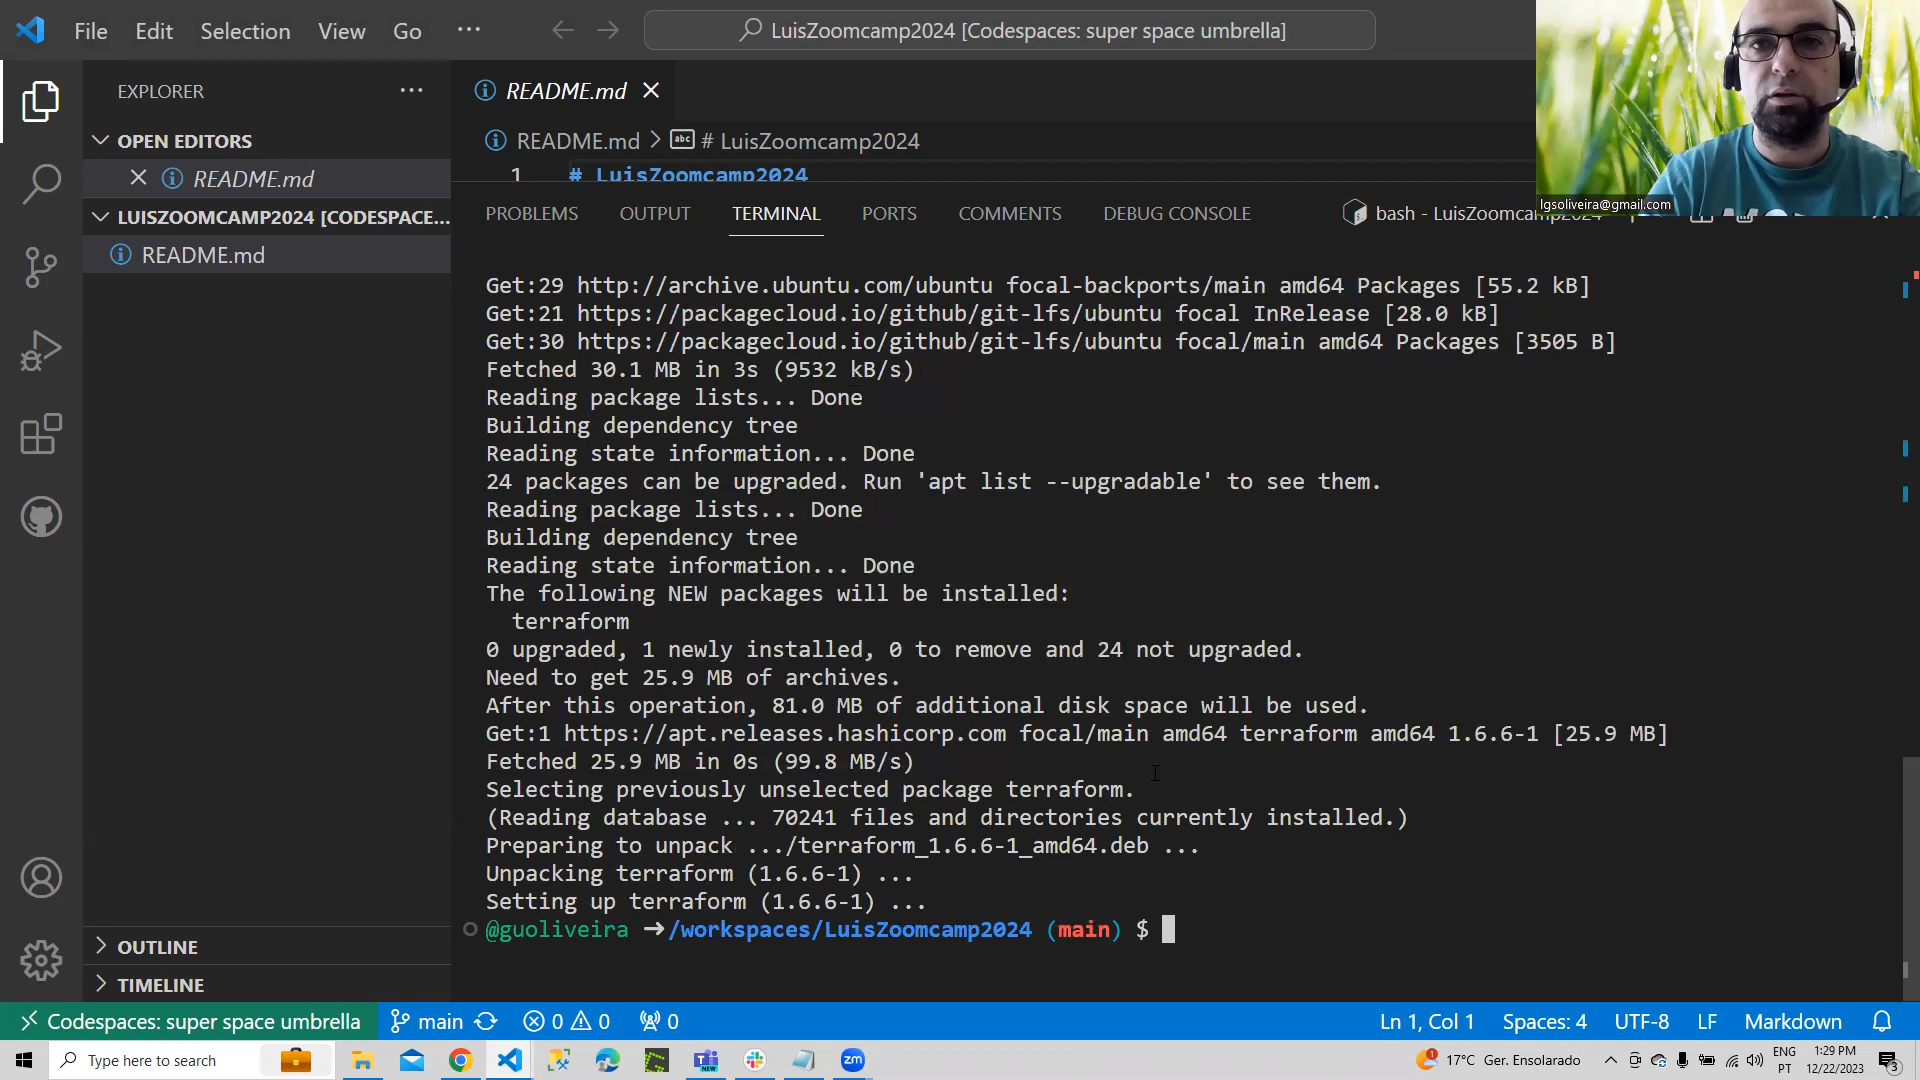 File Edit Selection View Go ···
LuisZoomcamp2024 [Codespaces: super space umbrella]
EXPLORER ···
OPEN EDITORS
README.md
LUISZOOMCAMP2024 [CODESPACE...
README.md
OUTLINE
TIMELINE
README.md
README.md > # LuisZoomcamp2024
1 # LuisZoomcamp2024
PROBLEMS OUTPUT TERMINAL PORTS COMMENTS DEBUG CONSOLE bash - LuisZoomcamp2024
lgsoliveira@gmail.com
Get:29 http://archive.ubuntu.com/ubuntu focal-backports/main amd64 Packages [55.2 kB]
Get:21 https://packagecloud.io/github/git-lfs/ubuntu focal InRelease [28.0 kB]
Get:30 https://packagecloud.io/github/git-lfs/ubuntu focal/main amd64 Packages [3505 B]
Fetched 30.1 MB in 3s (9532 kB/s)
Reading package lists... Done
Building dependency tree
Reading state information... Done
24 packages can be upgraded. Run 'apt list --upgradable' to see them.
Reading package lists... Done
Building dependency tree
Reading state information... Done
The following NEW packages will be installed:
terraform
0 upgraded, 1 newly installed, 0 to remove and 24 not upgraded.
Need to get 25.9 MB of archives.
After this operation, 81.0 MB of additional disk space will be used.
Get:1 https://apt.releases.hashicorp.com focal/main amd64 terraform amd64 1.6.6-1 [25.9 MB]
Fetched 25.9 MB in 0s (99.8 MB/s)
Selecting previously unselected package terraform.
(Reading database ... 70241 files and directories currently installed.)
Preparing to unpack .../terraform_1.6.6-1_amd64.deb ...
Unpacking terraform (1.6.6-1) ...
Setting up terraform (1.6.6-1) ...
@guoliveira ➜/workspaces/LuisZoomcamp2024 (main) $
Codespaces: super space umbrella main 0 0 0 Ln 1, Col 1 Spaces: 4 UTF-8 LF Markdown
Type here to search 17°C Ger. Ensolarado ENG PT 1:29 PM 12/22/2023